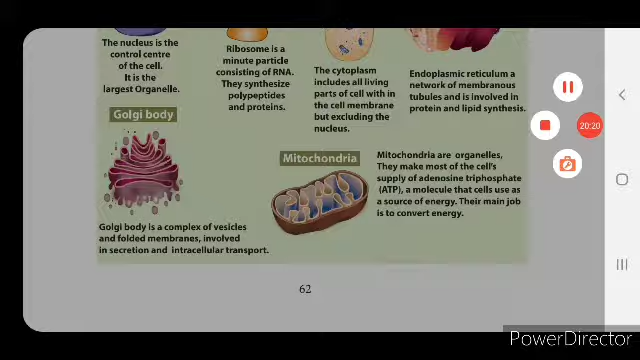 The nucleus is the
control centre
of the cell.
It is the
largest Organelle.
Ribosome is a
minute particle
consisting of RNA.
They synthesize
polypeptides
and proteins.
The cytoplasm
includes all living
parts of cell with in
the cell membrane
but excluding the
nucleus.
Endoplasmic reticulum a
network of membranous
tubules and is involved in
protein and lipid synthesis.
Golgi body
Golgi body is a complex of vesicles
and folded membranes, involved
in secretion and intracellular transport.
Mitochondria
Mitochondria are organelles,
They make most of the cell's
supply of adenosine triphosphate
(ATP), a molecule that cells use as
a source of energy. Their main job
is to convert energy.
62
20:20
PowerDirector